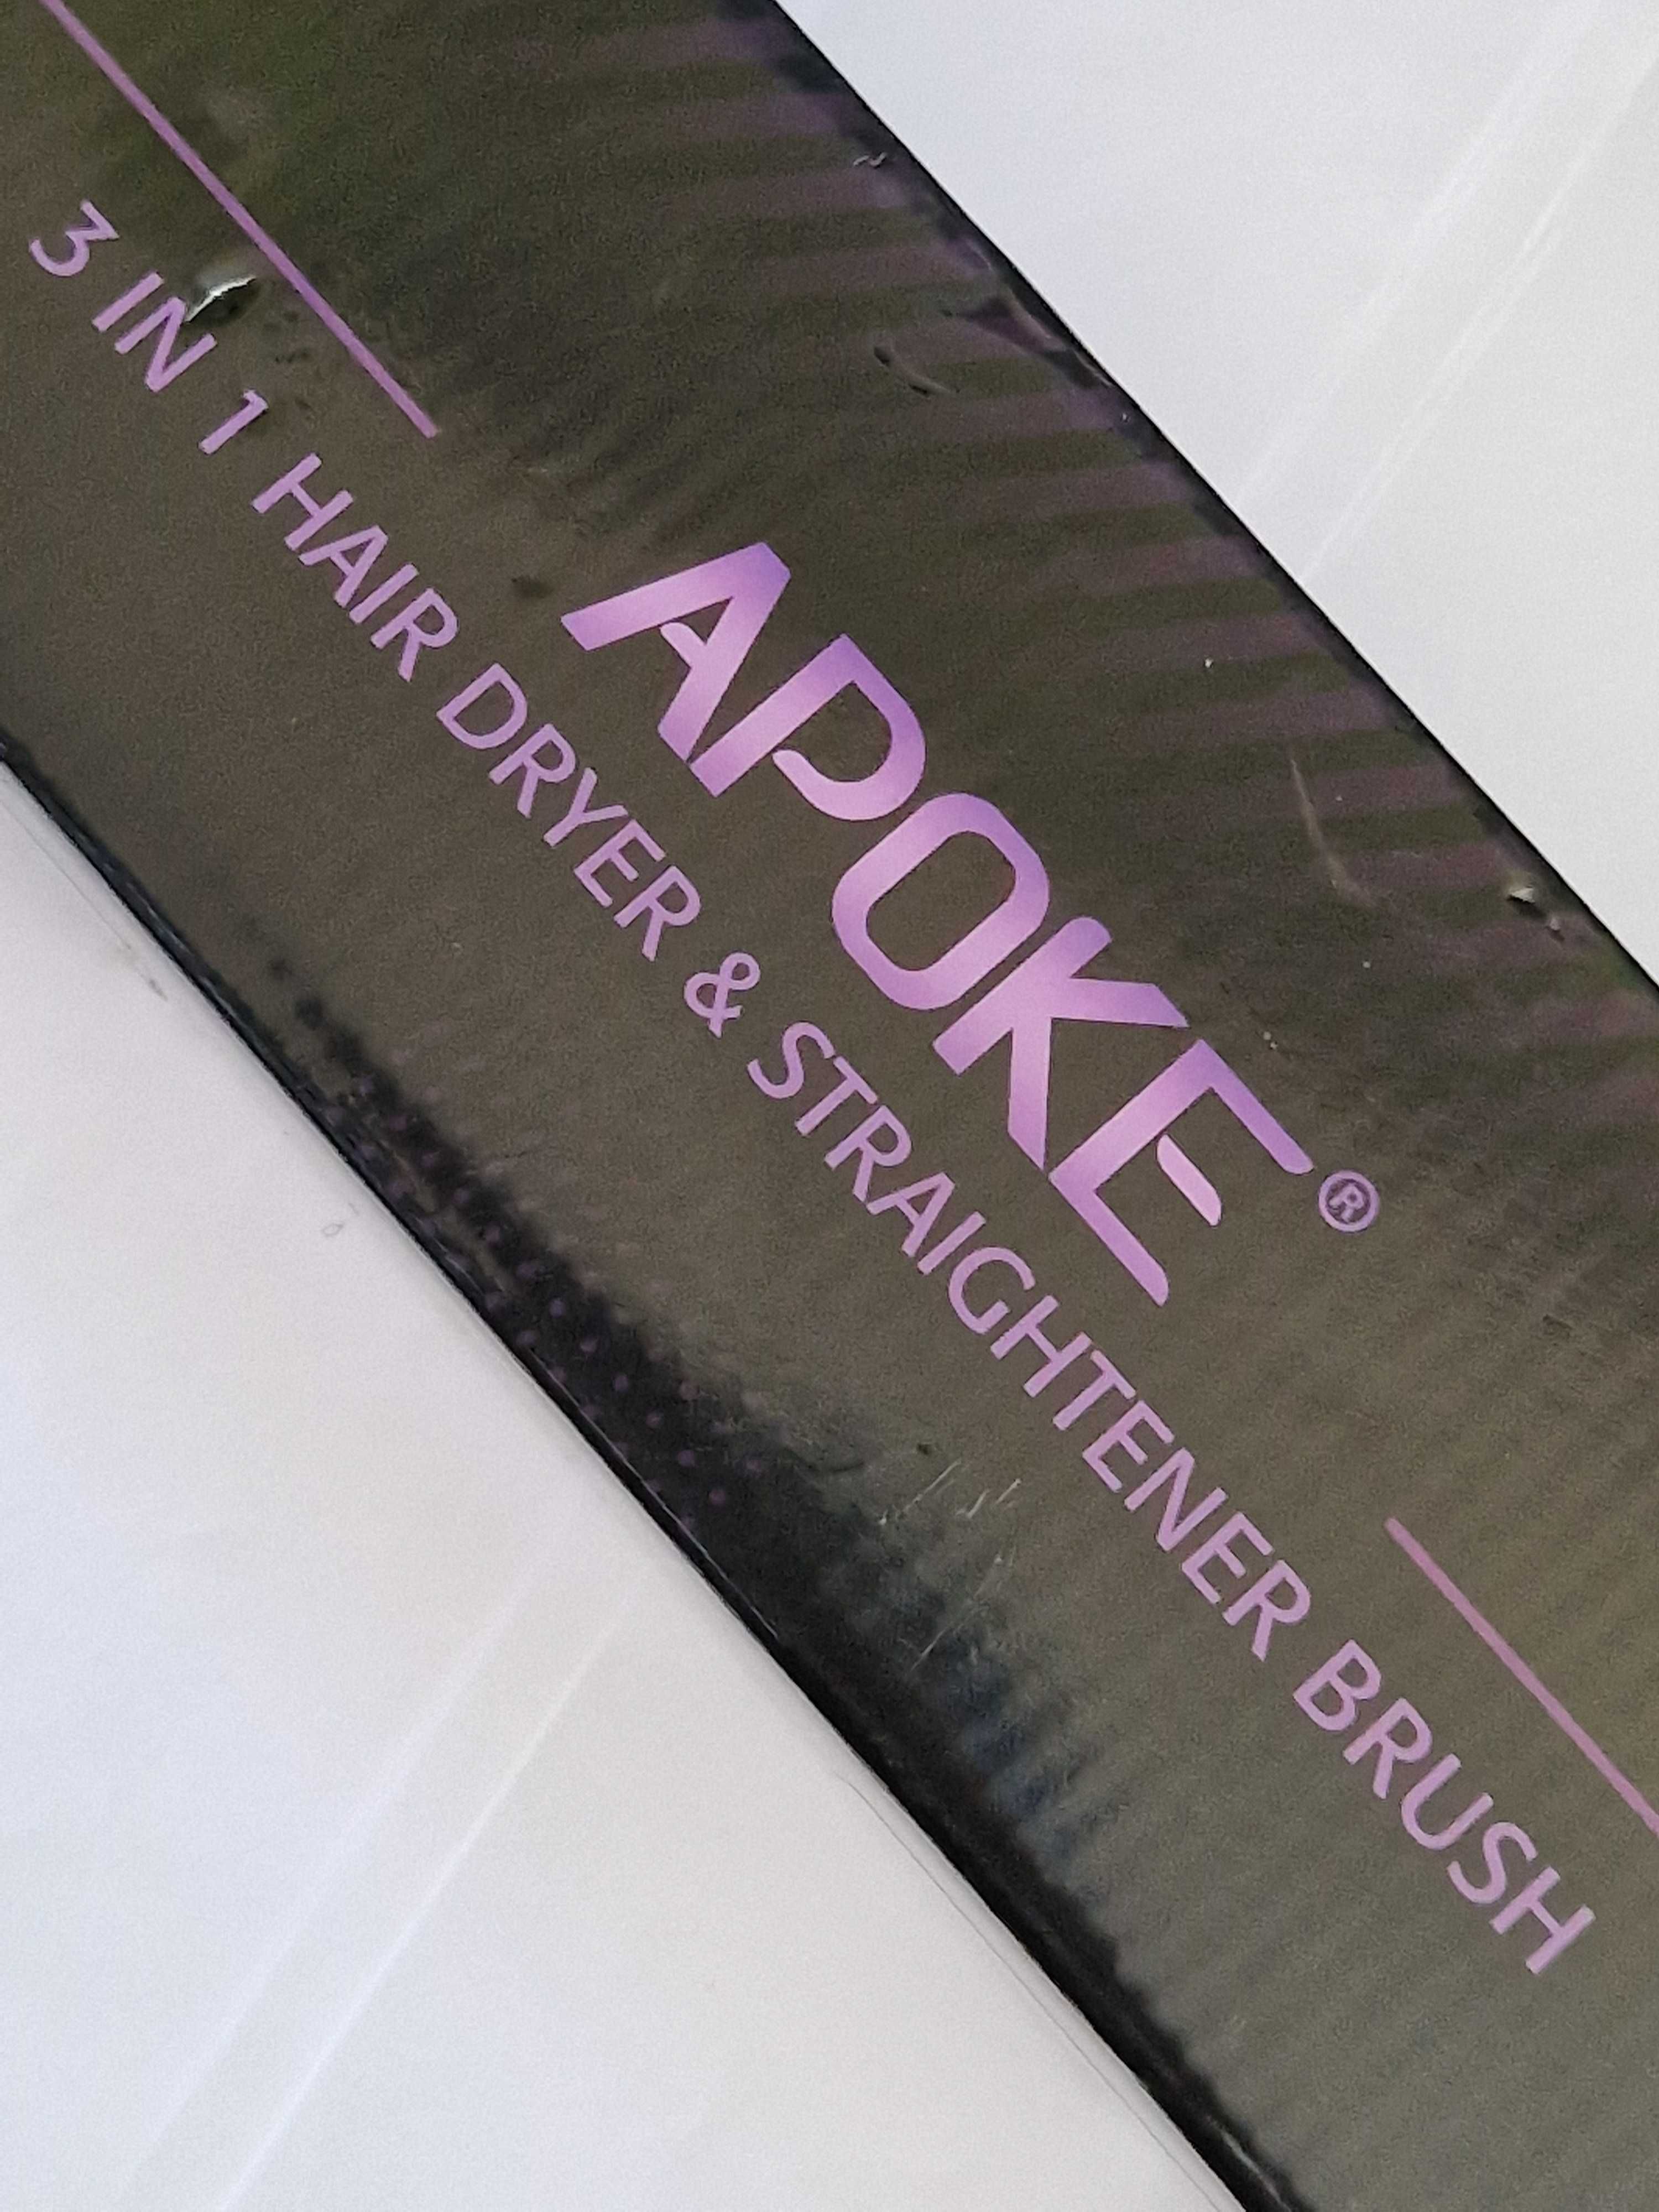 APOKE®
3 IN 1 HAIR DRYER & STRAIGHTENER BRUSH